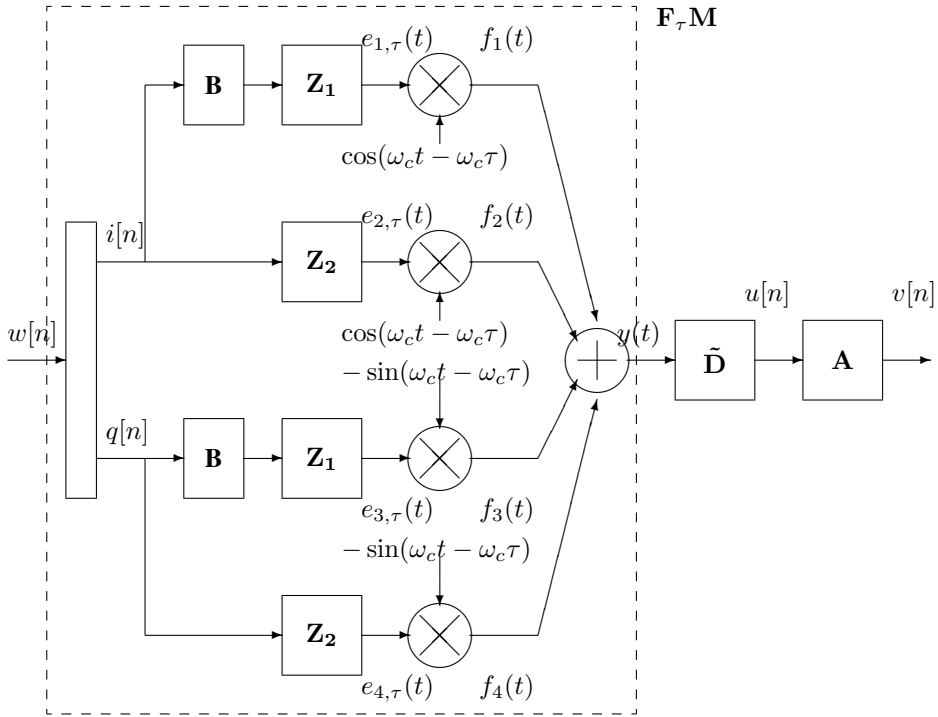 F_τ M
e_{1,τ}(t) f_1(t)
B Z_1
cos(ω_c t − ω_c τ)
e_{2,τ}(t) f_2(t)
i[n]
Z_2
u[n] v[n]
w[n]
cos(ω_c t − ω_c τ)
y(t)
D̃ A
− sin(ω_c t − ω_c τ)
q[n]
B Z_1
e_{3,τ}(t) f_3(t)
− sin(ω_c t − ω_c τ)
Z_2
e_{4,τ}(t) f_4(t)